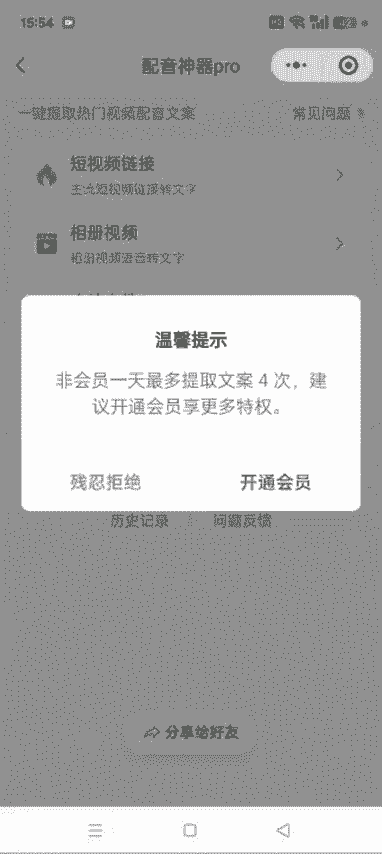 15:54
配音神器pro
一键提取热门视频配音文案
常见问题
短视频链接
主流短视频链接转文字
相册视频
相册视频语音转文字
温馨提示
非会员一天最多提取文案 4 次，建
议开通会员享更多特权。
残忍拒绝
开通会员
历史记录
问题反馈
分享给好友